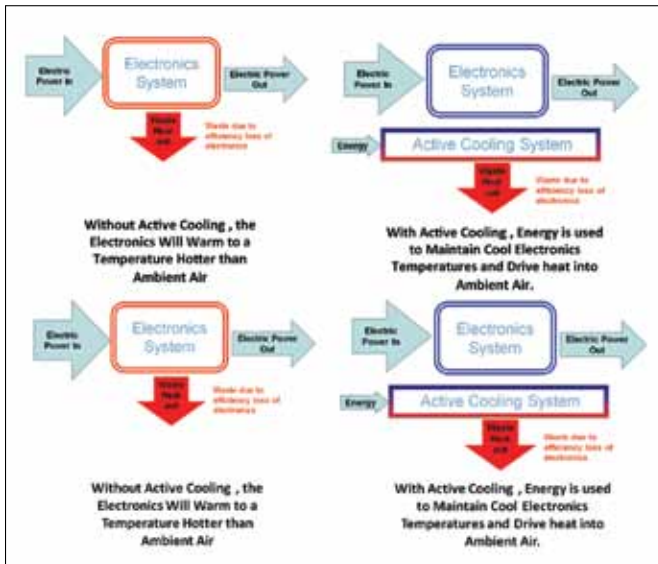 Electric
Power In
Electronics
System
Electric Power
Out
Waste
Heat
out
Waste due to
efficiency loss of
electronics
Without Active Cooling , the
Electronics Will Warm to a
Temperature Hotter than
Ambient Air
Electric
Power In
Electronics
System
Electric Power
Out
Energy
Active Cooling System
Waste
Heat
out
Waste due to
efficiency loss of
electronics
With Active Cooling , Energy is used
to Maintain Cool Electronics
Temperatures and Drive heat into
Ambient Air.
Electric
Power In
Electronics
System
Electric Power
Out
Waste
Heat
out
Waste due to
efficiency loss of
electronics
Without Active Cooling , the
Electronics Will Warm to a
Temperature Hotter than
Ambient Air
Electric
Power In
Electronics
System
Electric Power
Out
Energy
Active Cooling System
Waste
Heat
out
Waste due to
efficiency loss of
electronics
With Active Cooling , Energy is used
to Maintain Cool Electronics
Temperatures and Drive heat into
Ambient Air.